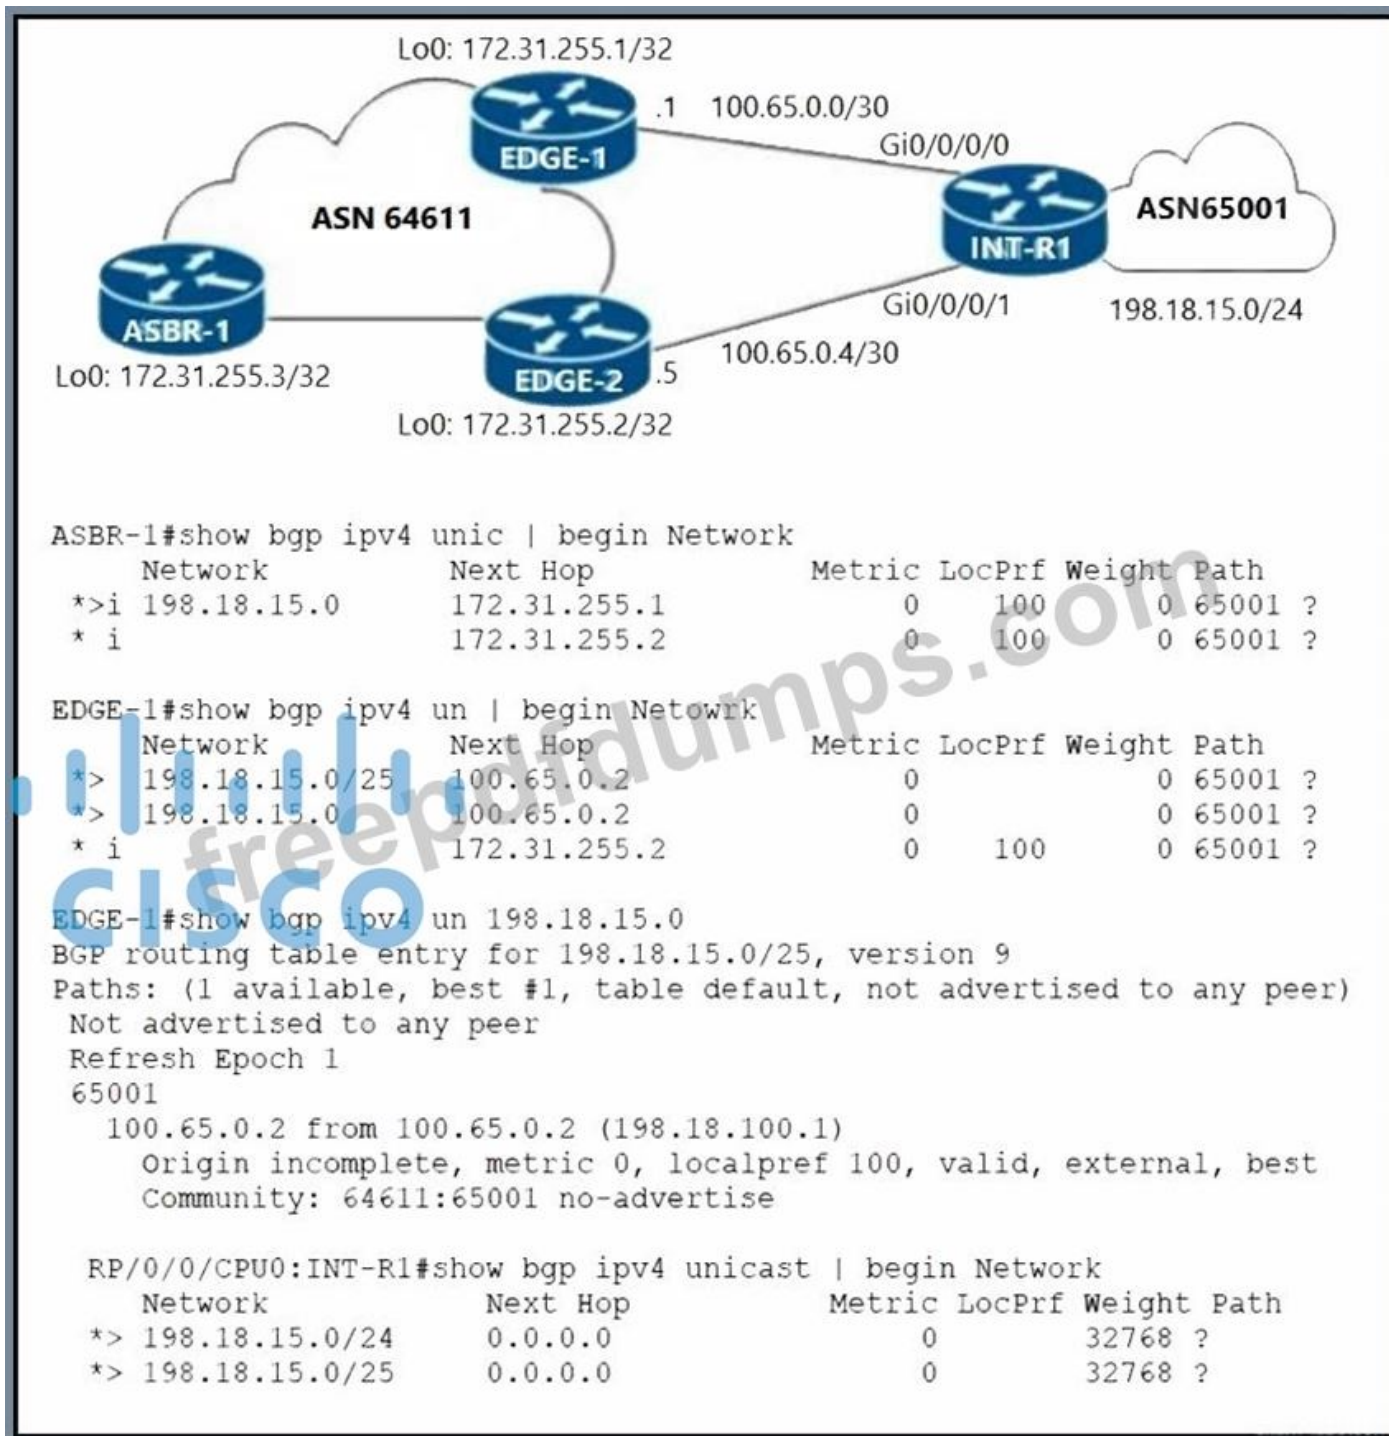 Lo0: 172.31.255.1/32
.1 100.65.0.0/30
Gi0/0/0/0
EDGE-1
ASN 64611
ASN65001
INT-R1
ASBR-1
Gi0/0/0/1
198.18.15.0/24
100.65.0.4/30
Lo0: 172.31.255.3/32
EDGE-2 .5
Lo0: 172.31.255.2/32
ASBR-1#show bgp ipv4 unic | begin Network
Network Next Hop Metric LocPrf Weight Path
*>i 198.18.15.0 172.31.255.1 0 100 0 65001 ?
* i 172.31.255.2 0 100 0 65001 ?
EDGE-1#show bgp ipv4 un | begin Netowrk
Network Next Hop Metric LocPrf Weight Path
*> 198.18.15.0/25 100.65.0.2 0 0 65001 ?
*> 198.18.15.0 100.65.0.2 0 0 65001 ?
* i 172.31.255.2 0 100 0 65001 ?
EDGE-1#show bgp ipv4 un 198.18.15.0
BGP routing table entry for 198.18.15.0/25, version 9
Paths: (1 available, best #1, table default, not advertised to any peer)
Not advertised to any peer
Refresh Epoch 1
65001
100.65.0.2 from 100.65.0.2 (198.18.100.1)
Origin incomplete, metric 0, localpref 100, valid, external, best
Community: 64611:65001 no-advertise
RP/0/0/CPU0:INT-R1#show bgp ipv4 unicast | begin Network
Network Next Hop Metric LocPrf Weight Path
*> 198.18.15.0/24 0.0.0.0 0 32768 ?
*> 198.18.15.0/25 0.0.0.0 0 32768 ?
freepdfdumps.com
CISCO